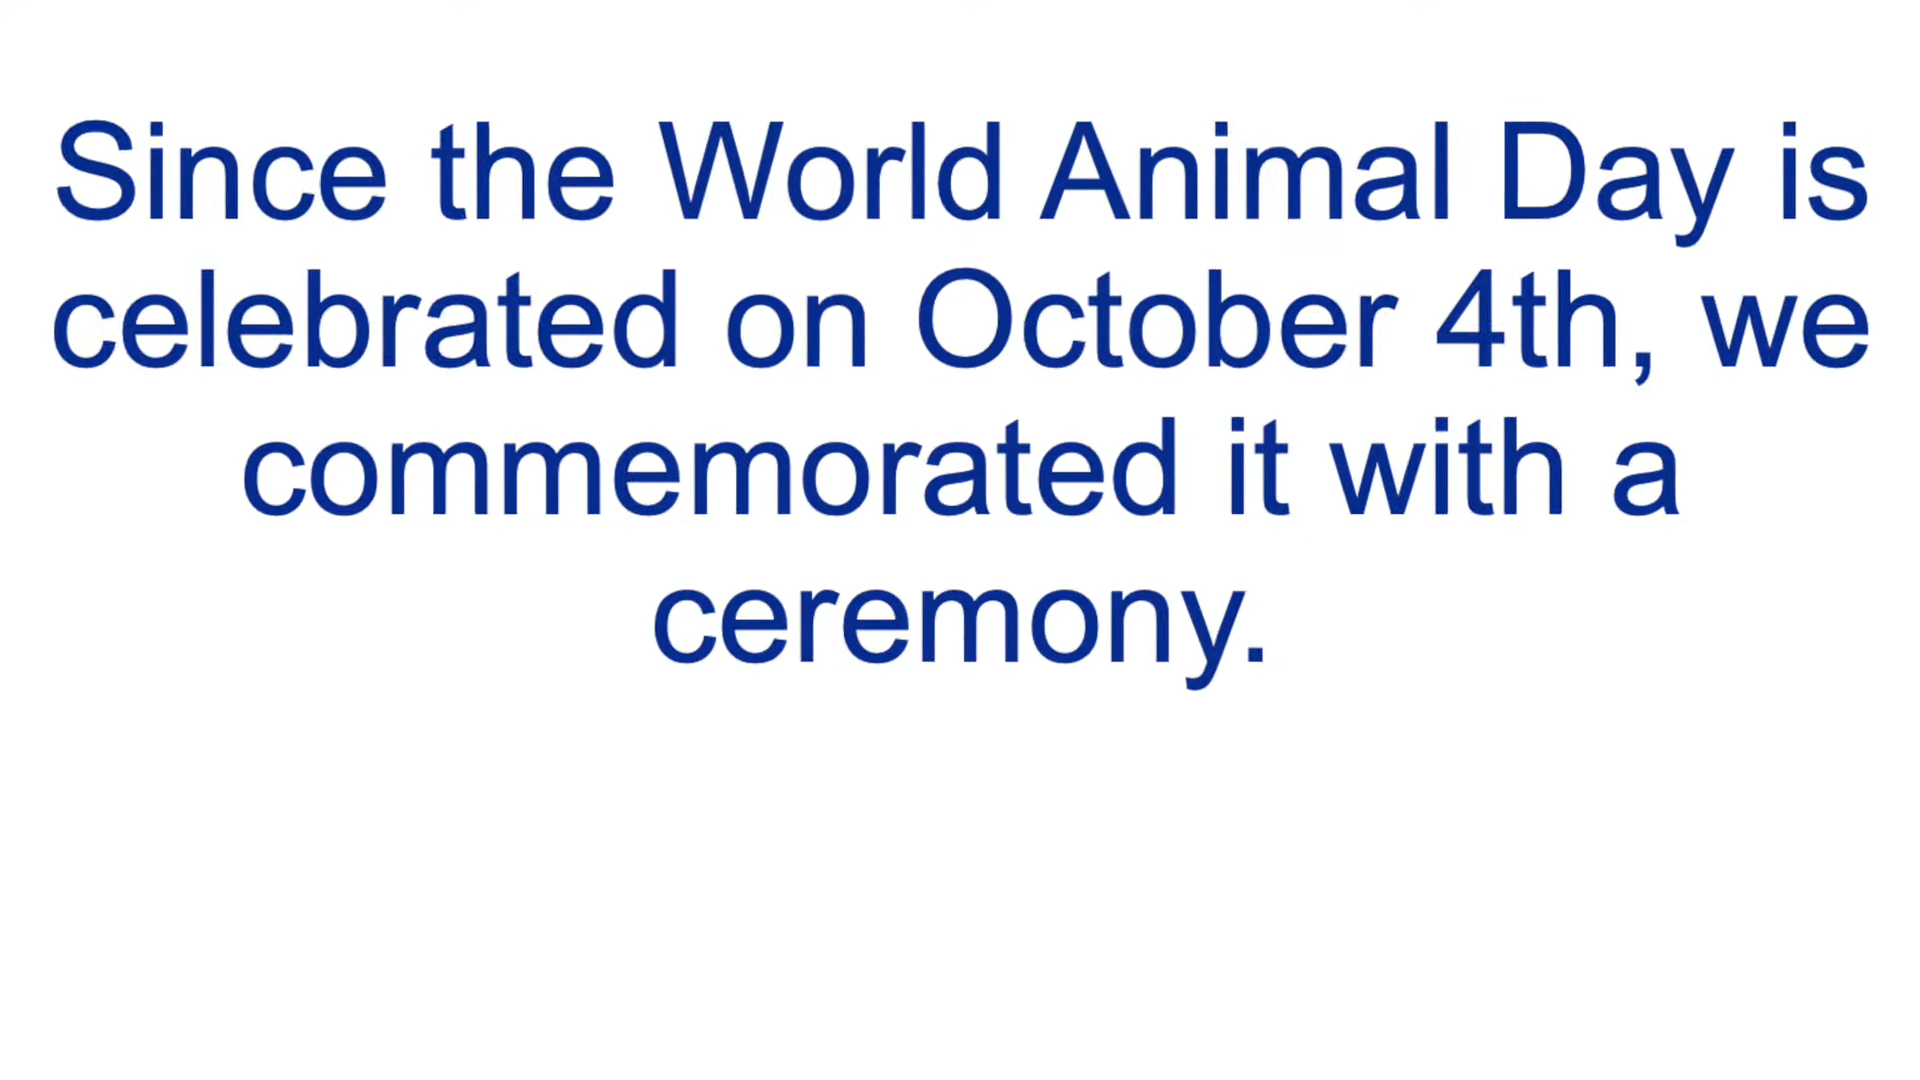 Since the World Animal Day is
celebrated on October 4th, we
commemorated it with a
ceremony.